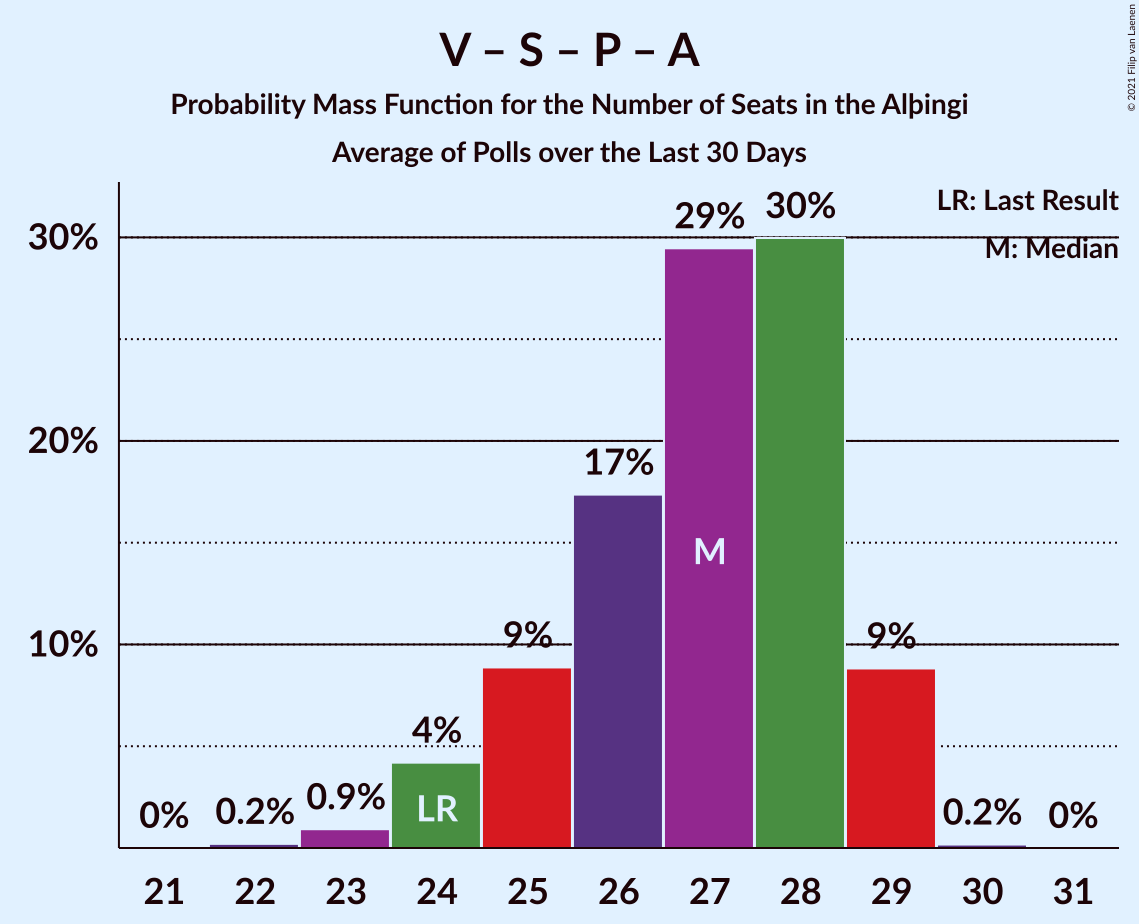 V – S – P – A
Probability Mass Function for the Number of Seats in the Alþingi
Average of Polls over the Last 30 Days
© 2021 Filip van Laenen
LR: Last Result
M: Median
30%
20%
10%
0%
0.2%
0.9%
4%
9%
17%
29%
30%
9%
0.2%
0%
LR
M
21 22 23 24 25 26 27 28 29 30 31